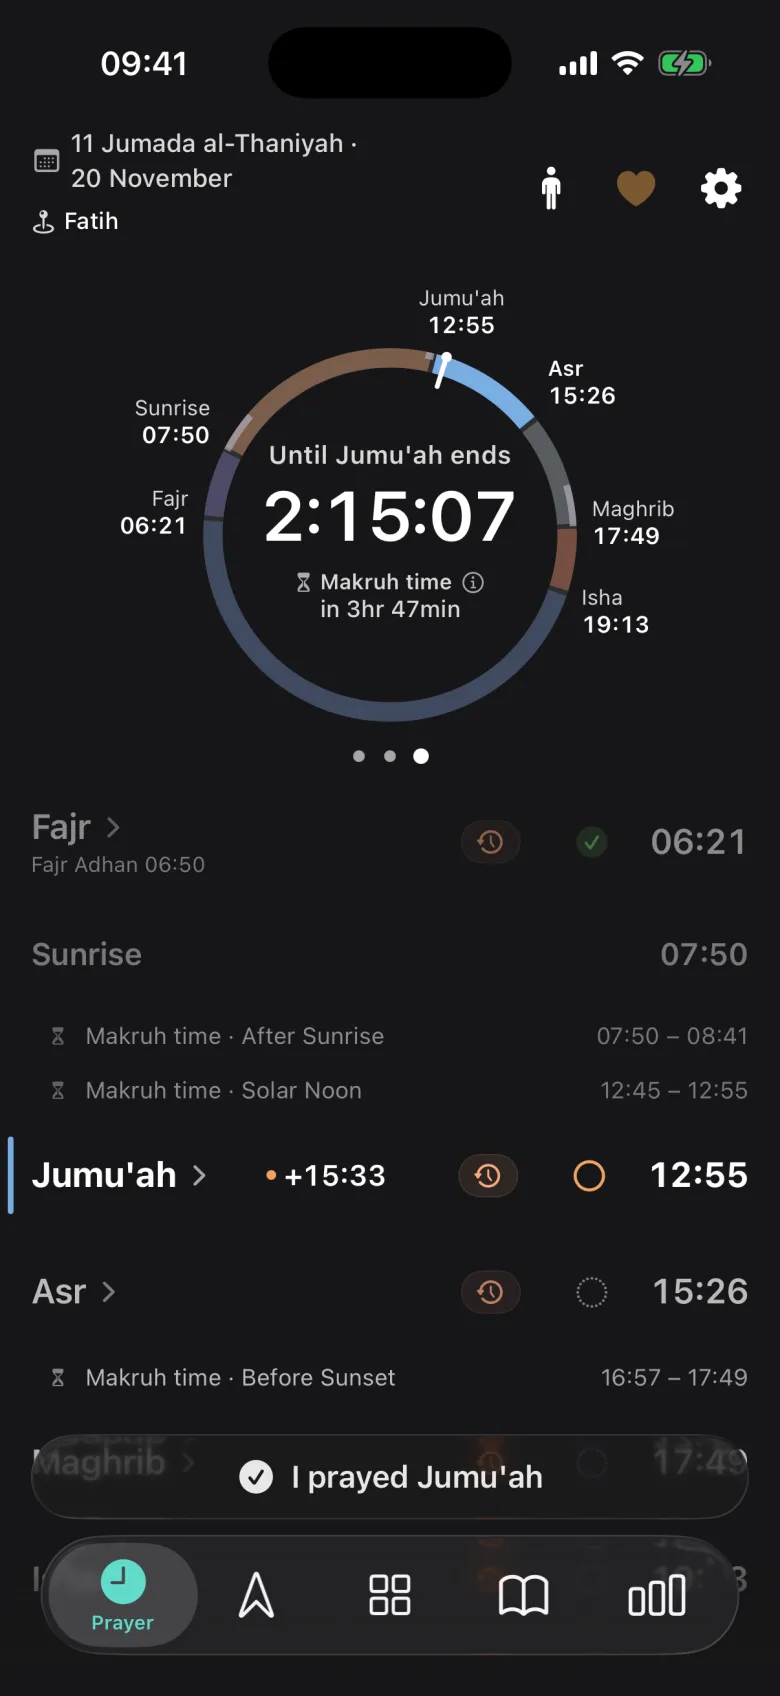 09:41
11 Jumada al-Thaniyah ·
20 November
Fatih
Jumu'ah
12:55
Asr
15:26
Sunrise
07:50
Until Jumu'ah ends
Fajr
06:21
2:15:07
Maghrib
17:49
Makruh time
in 3hr 47min
Isha
19:13
Fajr
06:21
Fajr Adhan 06:50
Sunrise 07:50
Makruh time · After Sunrise 07:50 – 08:41
Makruh time · Solar Noon 12:45 – 12:55
Jumu'ah +15:33 12:55
Asr 15:26
Makruh time · Before Sunset 16:57 – 17:49
Maghrib 17:49
I prayed Jumu'ah
Prayer